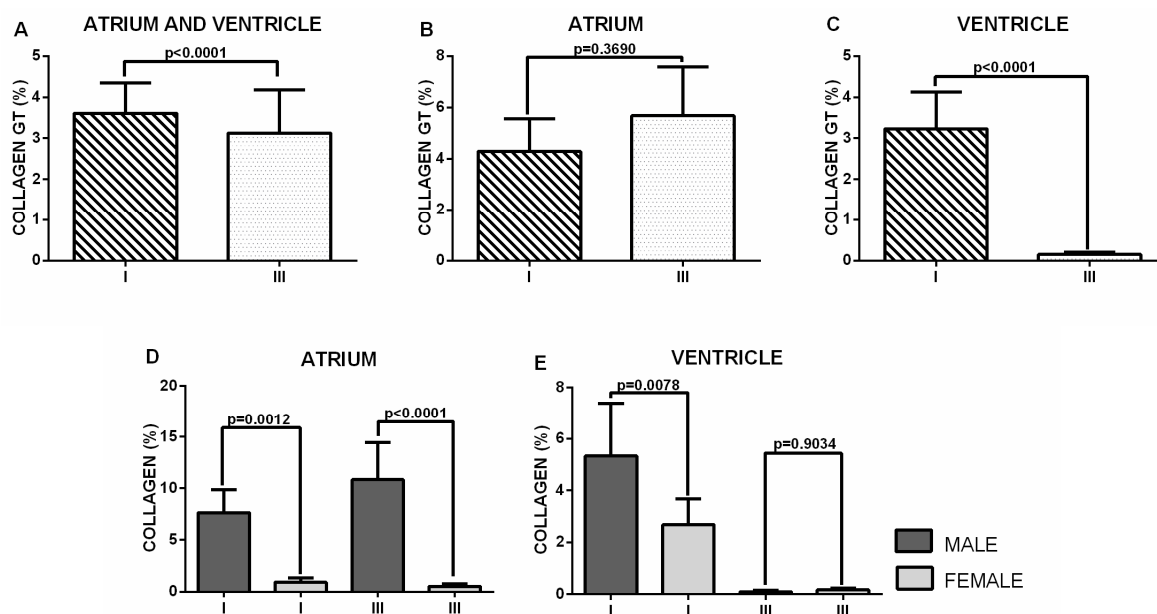 A
ATRIUM AND VENTRICLE
COLLAGEN GT (%)
5
4
3
2
1
0
p<0.0001
I
III
B
ATRIUM
COLLAGEN GT (%)
8
6
4
2
0
p=0.3690
I
III
C
VENTRICLE
COLLAGEN GT (%)
5
4
3
2
1
0
p<0.0001
I
III
D
ATRIUM
COLLAGEN (%)
20
15
10
5
0
p=0.0012
p<0.0001
I
I
III
III
E
VENTRICLE
COLLAGEN (%)
8
6
4
2
0
p=0.0078
p=0.9034
I
I
III
III
MALE
FEMALE